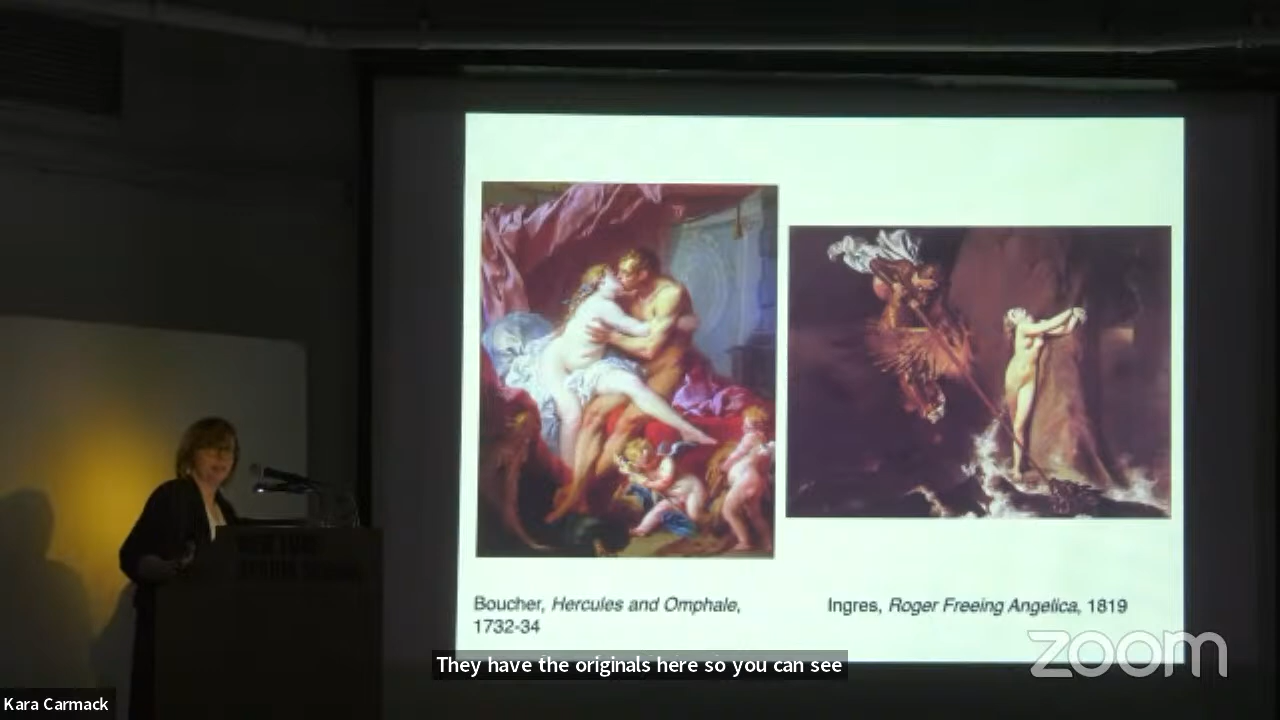 Boucher, Hercules and Omphale,
1732-34
Ingres, Roger Freeing Angelica, 1819
zoom
They have the originals here so you can see
Kara Carmack